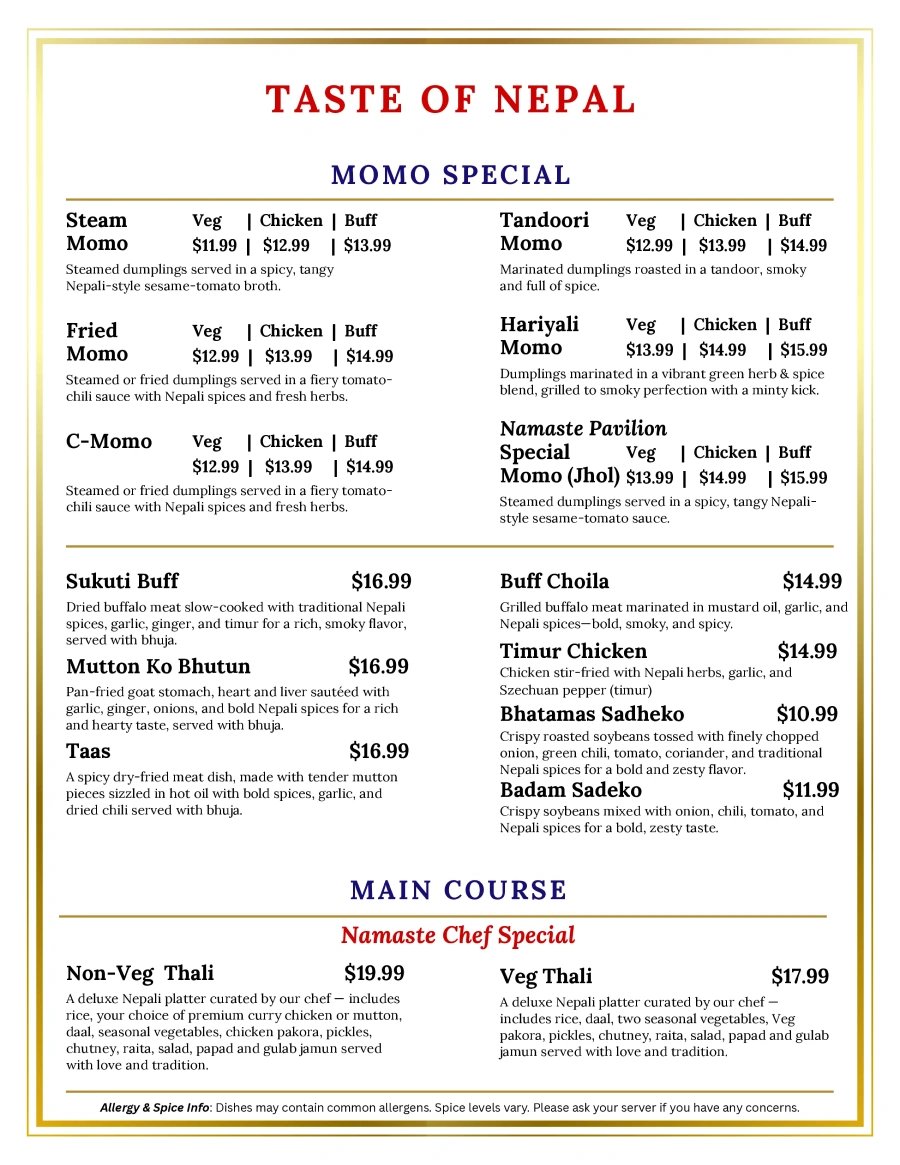 TASTE OF NEPAL
MOMO SPECIAL
Steam Momo
Veg | Chicken | Buff
$11.99 | $12.99 | $13.99
Steamed dumplings served in a spicy, tangy
Nepali-style sesame-tomato broth.
Fried Momo
Veg | Chicken | Buff
$12.99 | $13.99 | $14.99
Steamed or fried dumplings served in a fiery tomato-
chili sauce with Nepali spices and fresh herbs.
C-Momo
Veg | Chicken | Buff
$12.99 | $13.99 | $14.99
Steamed or fried dumplings served in a fiery tomato-
chili sauce with Nepali spices and fresh herbs.
Tandoori Momo
Veg | Chicken | Buff
$12.99 | $13.99 | $14.99
Marinated dumplings roasted in a tandoor, smoky
and full of spice.
Hariyali Momo
Veg | Chicken | Buff
$13.99 | $14.99 | $15.99
Dumplings marinated in a vibrant green herb & spice
blend, grilled to smoky perfection with a minty kick.
Namaste Pavilion
Special Veg | Chicken | Buff
Momo (Jhol) $13.99 | $14.99 | $15.99
Steamed dumplings served in a spicy, tangy Nepali-
style sesame-tomato sauce.
Sukuti Buff $16.99
Dried buffalo meat slow-cooked with traditional Nepali
spices, garlic, ginger, and timur for a rich, smoky flavor,
served with bhuja.
Mutton Ko Bhutun $16.99
Pan-fried goat stomach, heart and liver sautéed with
garlic, ginger, onions, and bold Nepali spices for a rich
and hearty taste, served with bhuja.
Taas $16.99
A spicy dry-fried meat dish, made with tender mutton
pieces sizzled in hot oil with bold spices, garlic, and
dried chili served with bhuja.
Buff Choila $14.99
Grilled buffalo meat marinated in mustard oil, garlic, and
Nepali spices—bold, smoky, and spicy.
Timur Chicken $14.99
Chicken stir-fried with Nepali herbs, garlic, and
Szechuan pepper (timur)
Bhatamas Sadheko $10.99
Crispy roasted soybeans tossed with finely chopped
onion, green chili, tomato, coriander, and traditional
Nepali spices for a bold and zesty flavor.
Badam Sadeko $11.99
Crispy soybeans mixed with onion, chili, tomato, and
Nepali spices for a bold, zesty taste.
MAIN COURSE
Namaste Chef Special
Non-Veg Thali $19.99
A deluxe Nepali platter curated by our chef — includes
rice, your choice of premium curry chicken or mutton,
daal, seasonal vegetables, chicken pakora, pickles,
chutney, raita, salad, papad and gulab jamun served
with love and tradition.
Veg Thali $17.99
A deluxe Nepali platter curated by our chef —
includes rice, daal, two seasonal vegetables, Veg
pakora, pickles, chutney, raita, salad, papad and gulab
jamun served with love and tradition.
Allergy & Spice Info: Dishes may contain common allergens. Spice levels vary. Please ask your server if you have any concerns.